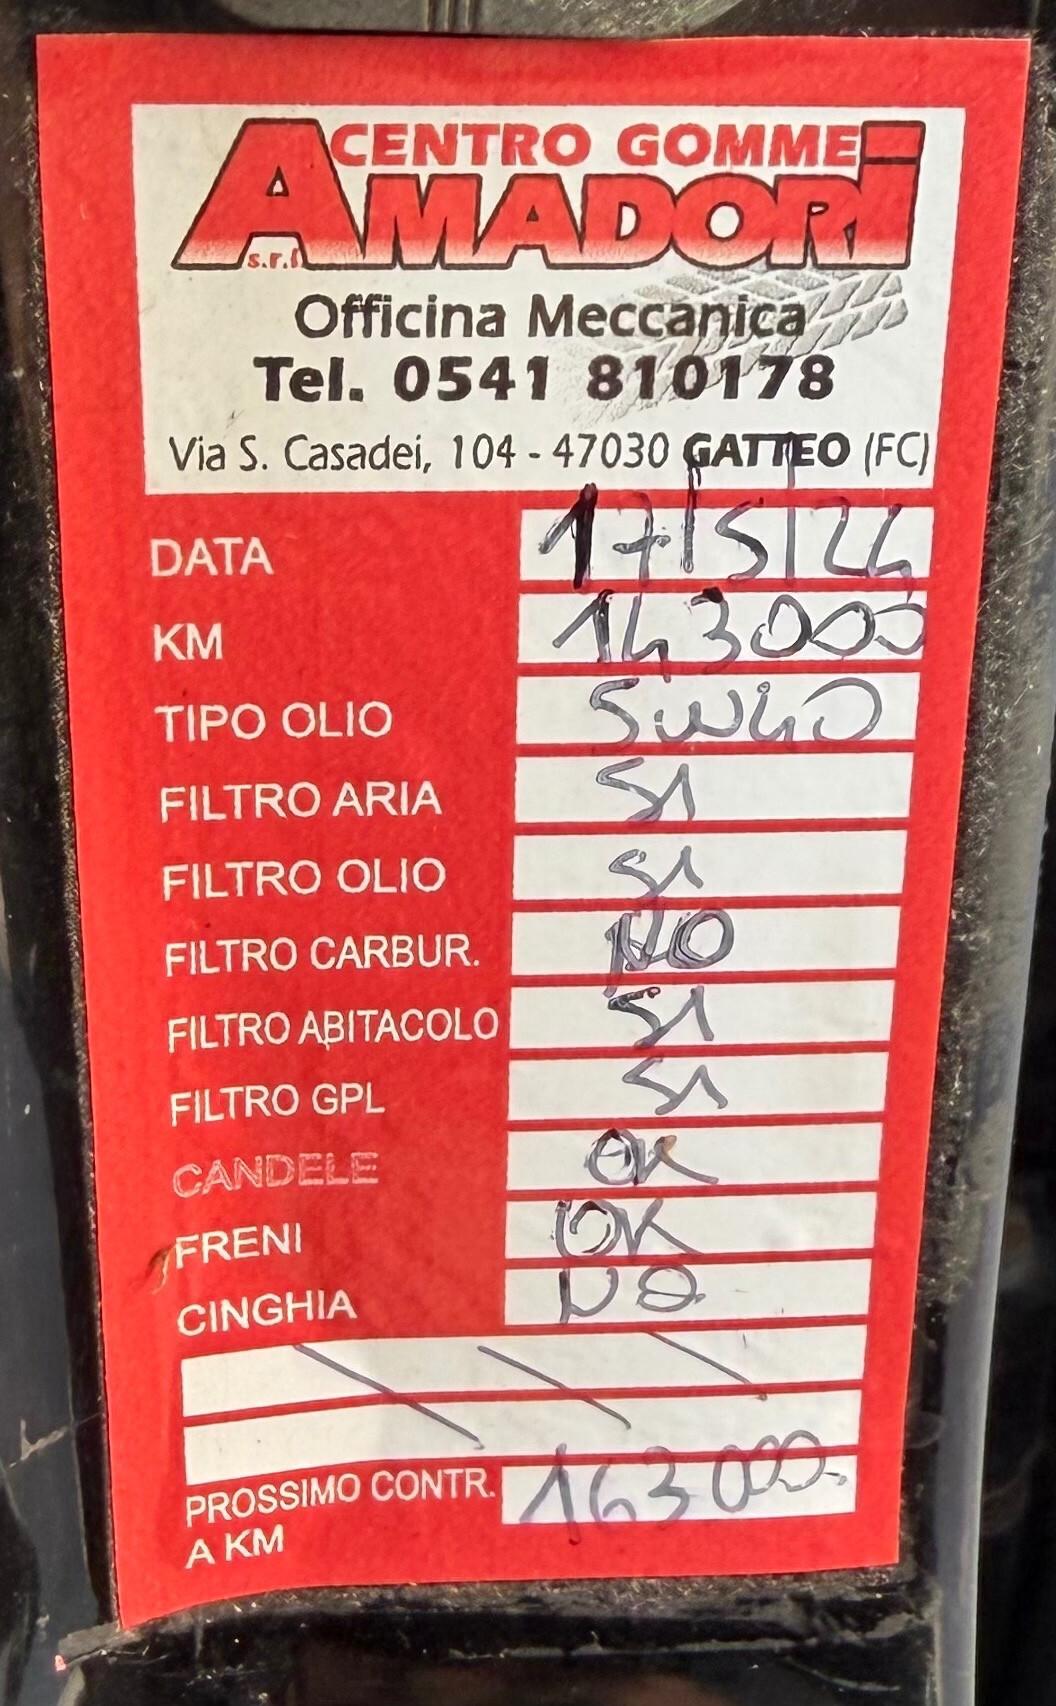 CENTRO GOMME
AMADORI
s.r.l.
Officina Meccanica
Tel. 0541 810178
Via S. Casadei, 104 - 47030 GATTEO (FC)
DATA 17/5/24
KM 143000
TIPO OLIO 5W40
FILTRO ARIA SI
FILTRO OLIO SI
FILTRO CARBUR. NO
FILTRO ABITACOLO SI
FILTRO GPL SI
CANDELE OK
FRENI OK
CINGHIA NO
PROSSIMO CONTR. 163000
A KM